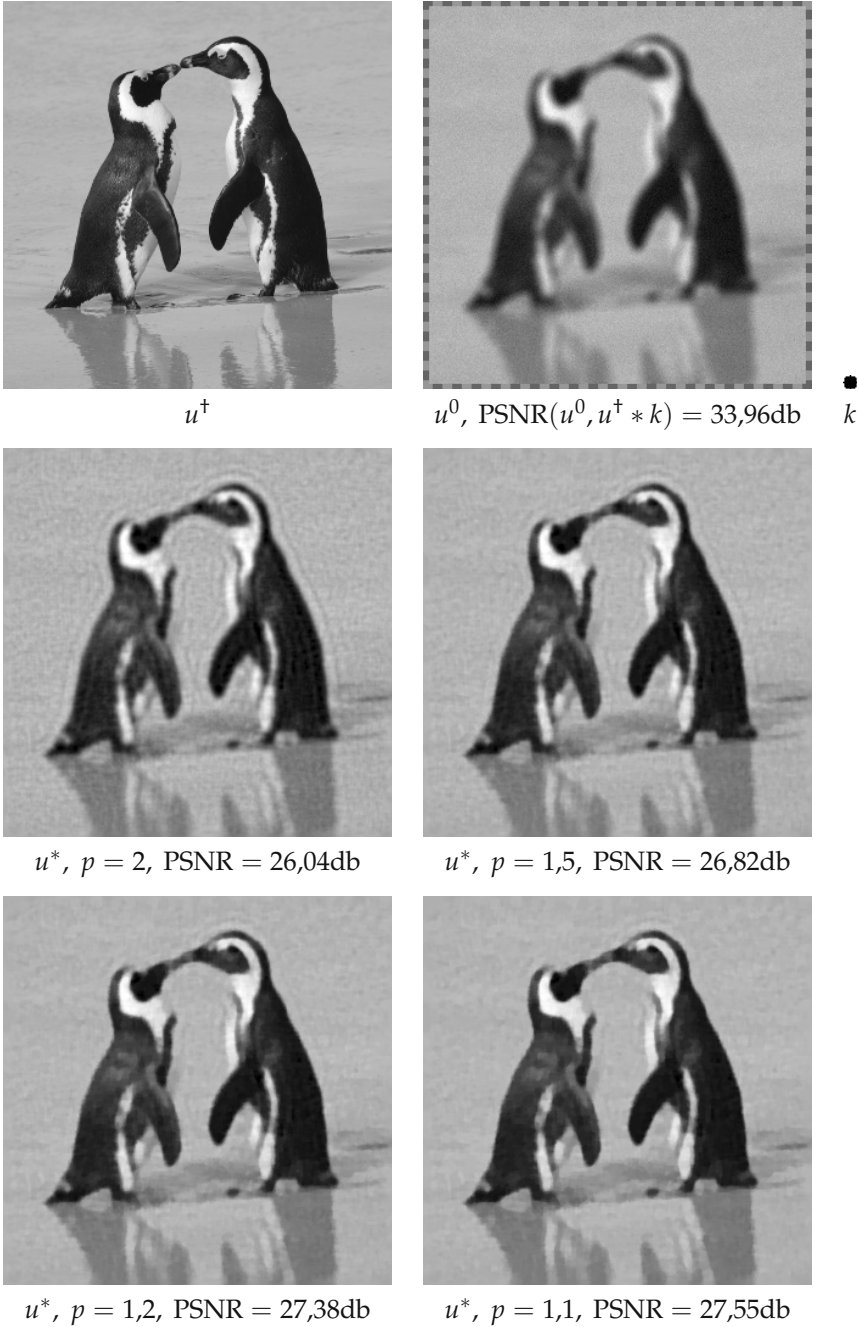 u†
u⁰, PSNR(u⁰, u† ∗ k) = 33,96db
k
u*, p = 2, PSNR = 26,04db
u*, p = 1,5, PSNR = 26,82db
u*, p = 1,2, PSNR = 27,38db
u*, p = 1,1, PSNR = 27,55db